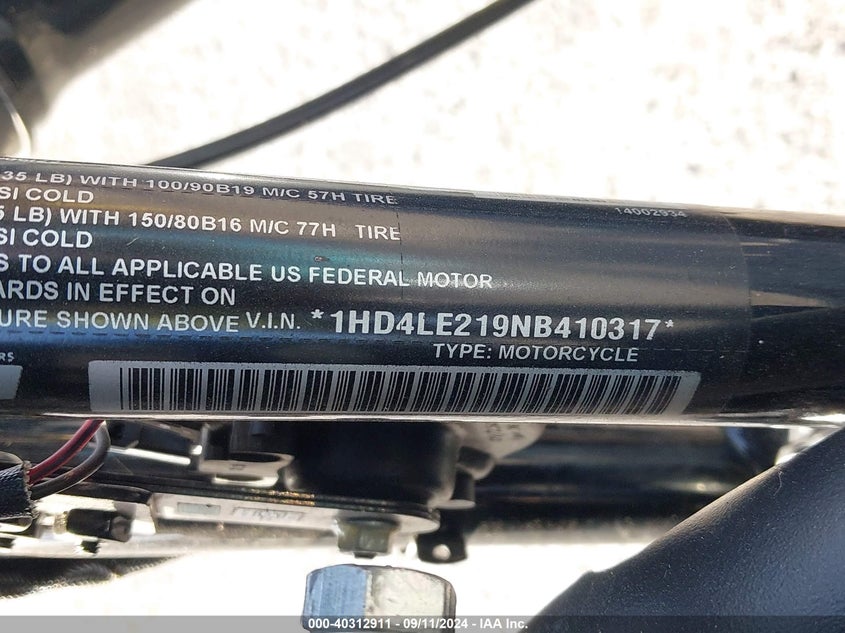 35 LB) WITH 100/90B19 M/C 57H TIRE
SI COLD
14002934
5 LB) WITH 150/80B16 M/C 77H TIRE
SI COLD
S TO ALL APPLICABLE US FEDERAL MOTOR
ARDS IN EFFECT ON
URE SHOWN ABOVE V.I.N. *1HD4LE219NB410317*
TYPE: MOTORCYCLE
RS
000-40312911 - 09/11/2024 - IAA Inc.